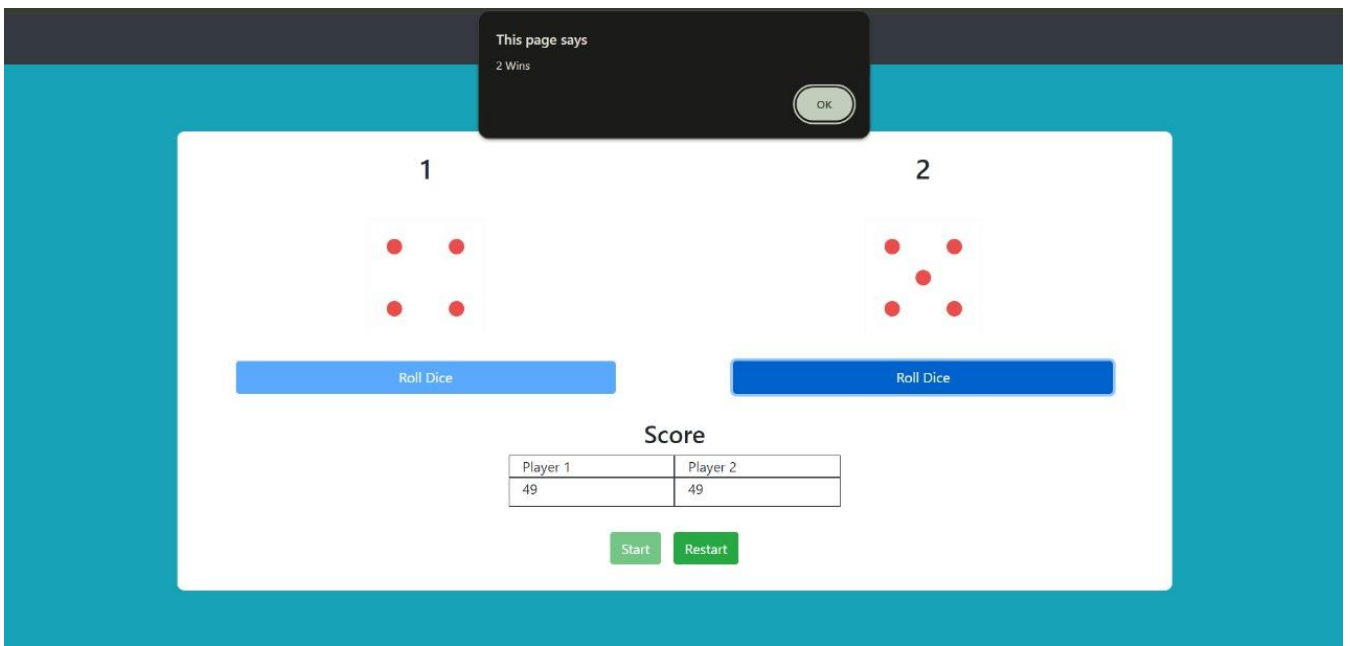 This page says
2 Wins
OK
1
2
Roll Dice
Roll Dice
Score
Player 1
Player 2
49
49
Start
Restart